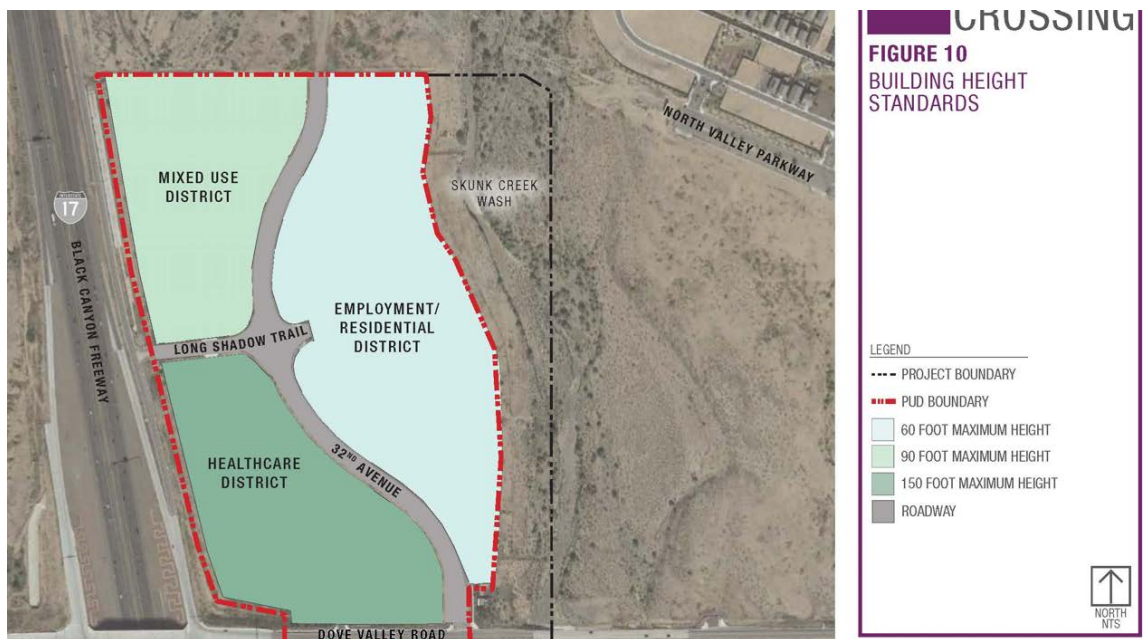 MIXED USE
DISTRICT
INTERSTATE
17
BLACK CANYON FREEWAY
LONG SHADOW TRAIL
EMPLOYMENT/
RESIDENTIAL
DISTRICT
HEALTHCARE
DISTRICT
32ND AVENUE
DOVE VALLEY ROAD
SKUNK CREEK
WASH
NORTH VALLEY PARKWAY
CROSSING
FIGURE 10
BUILDING HEIGHT
STANDARDS
LEGEND
PROJECT BOUNDARY
PUD BOUNDARY
60 FOOT MAXIMUM HEIGHT
90 FOOT MAXIMUM HEIGHT
150 FOOT MAXIMUM HEIGHT
ROADWAY
NORTH
NTS